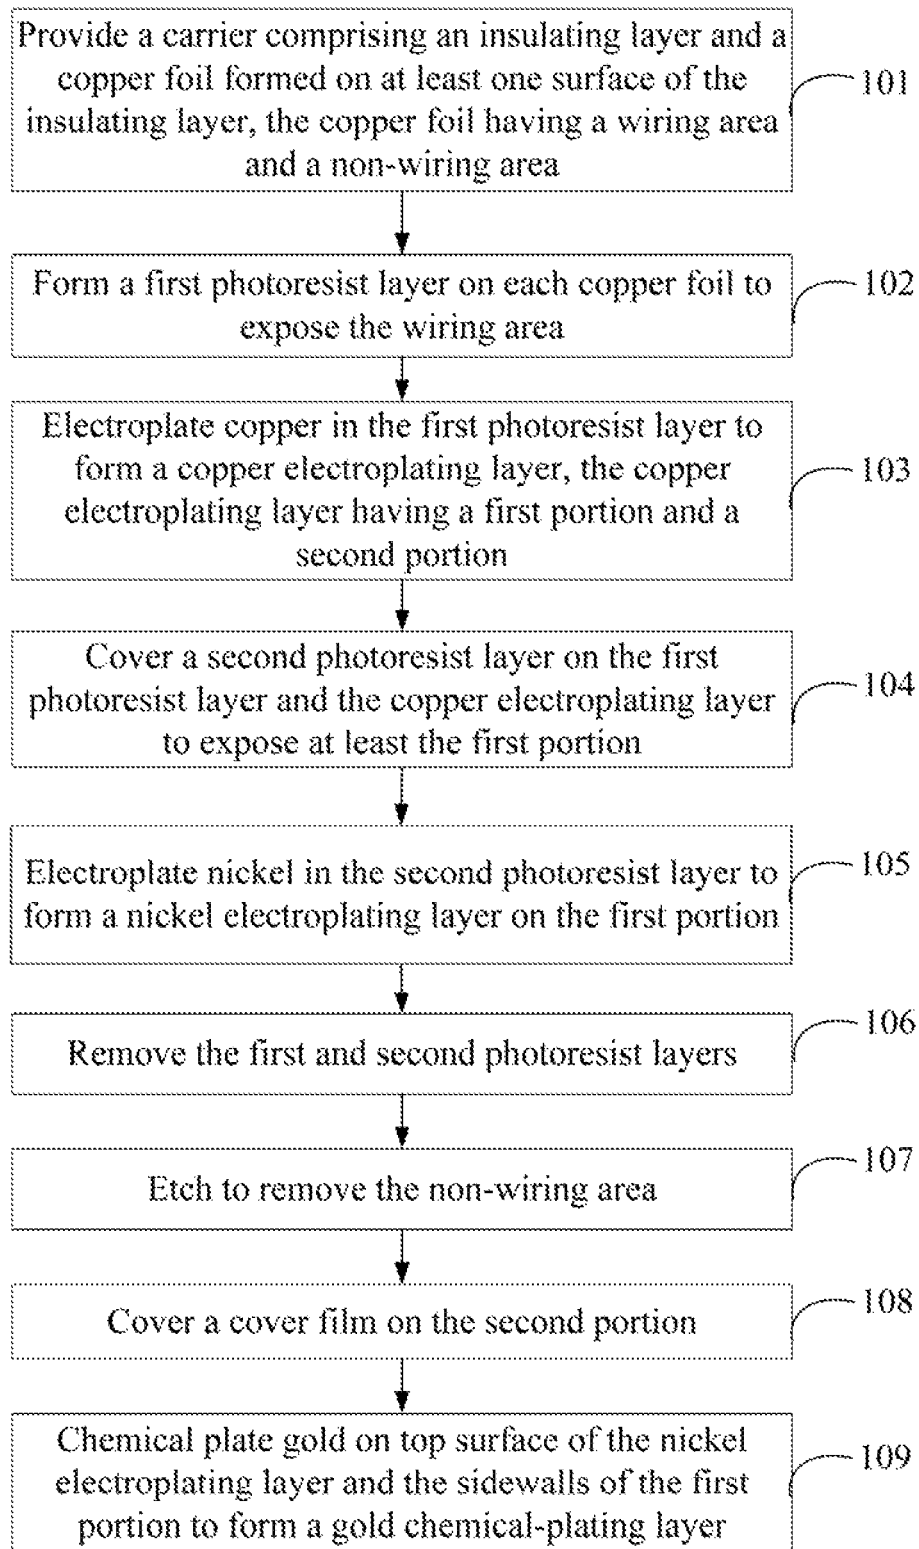 Provide a carrier comprising an insulating layer and a
copper foil formed on at least one surface of the
insulating layer, the copper foil having a wiring area
and a non-wiring area
101
Form a first photoresist layer on each copper foil to
expose the wiring area
102
Electroplate copper in the first photoresist layer to
form a copper electroplating layer, the copper
electroplating layer having a first portion and a
second portion
103
Cover a second photoresist layer on the first
photoresist layer and the copper electroplating layer
to expose at least the first portion
104
Electroplate nickel in the second photoresist layer to
form a nickel electroplating layer on the first portion
105
Remove the first and second photoresist layers
106
Etch to remove the non-wiring area
107
Cover a cover film on the second portion
108
Chemical plate gold on top surface of the nickel
electroplating layer and the sidewalls of the first
portion to form a gold chemical-plating layer
109